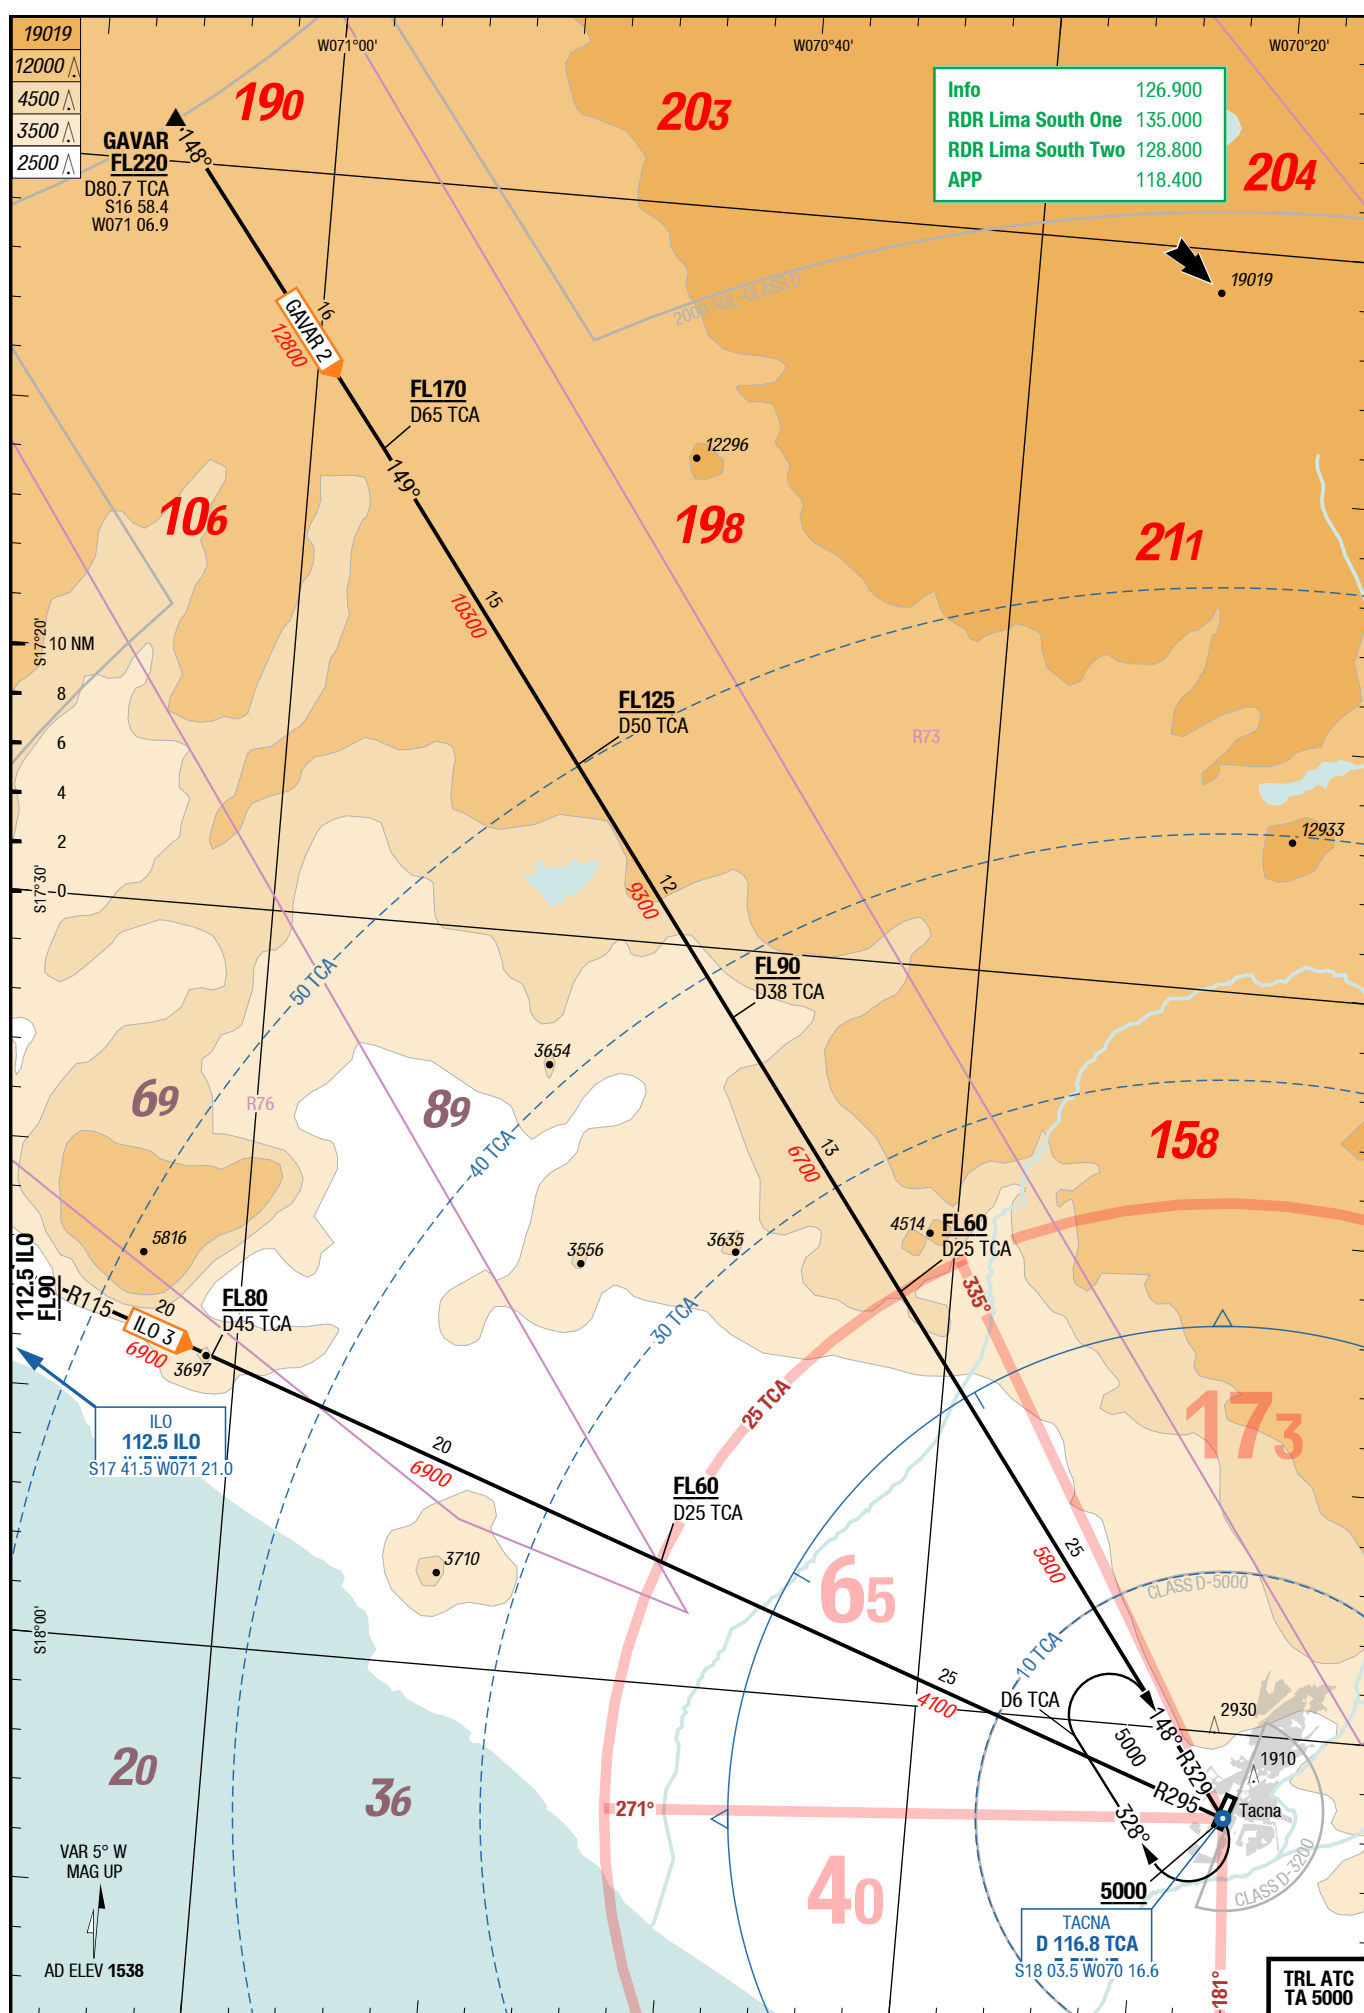 19019
12000
4500
3500
2500
W071°00'
W070°40'
W070°20'
190
203
204
Info 126.900
RDR Lima South One 135.000
RDR Lima South Two 128.800
APP 118.400
GAVAR
FL220
D80.7 TCA
S16 58.4
W071 06.9
148°
19019
2000 AGL-CLASS D
16
GAVAR 2
12800
FL170
D65 TCA
12296
149°
106
198
211
15
10300
S17°20'
10 NM
8
6
4
2
0
S17°30'
FL125
D50 TCA
R73
12933
12
9300
50 TCA
FL90
D38 TCA
3654
69
R76
89
40 TCA
13
6700
158
5816
3556
3635
4514
FL60
D25 TCA
335°
112.5 ILO
FL90
R115
20
ILO 3
6900
3697
FL80
D45 TCA
30 TCA
25 TCA
173
ILO
112.5 ILO
S17 41.5 W071 21.0
20
6900
FL60
D25 TCA
3710
25
5800
65
CLASS D-5000
S18°00'
10 TCA
25
4100
D6 TCA
2930
148°
R329
5000
1910
20
36
271°
R295
Tacna
328°
40
5000
CLASS D-3200
VAR 5° W
MAG UP
AD ELEV 1538
TACNA
D 116.8 TCA
S18 03.5 W070 16.6
181°
TRL ATC
TA 5000